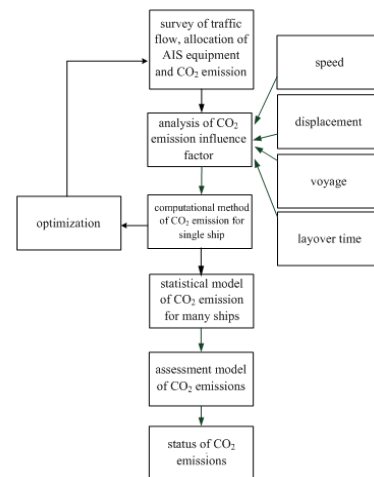 survey of traffic
flow, allocation of
AIS equipment
and CO₂ emission
speed
analysis of CO₂
emission influence
factor
displacement
voyage
layover time
optimization
computational method
of CO₂ emission for
single ship
statistical model
of CO₂ emission
for many ships
assessment model
of CO₂ emissions
status of CO₂
emissions